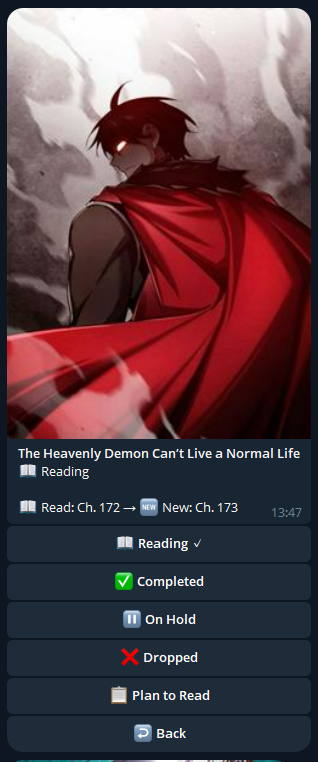 The Heavenly Demon Can’t Live a Normal Life
📖 Reading
📖 Read: Ch. 172 → 🆕 New: Ch. 173
13:47
📖 Reading ✓
✅ Completed
⏸️ On Hold
❌ Dropped
📋 Plan to Read
↩️ Back